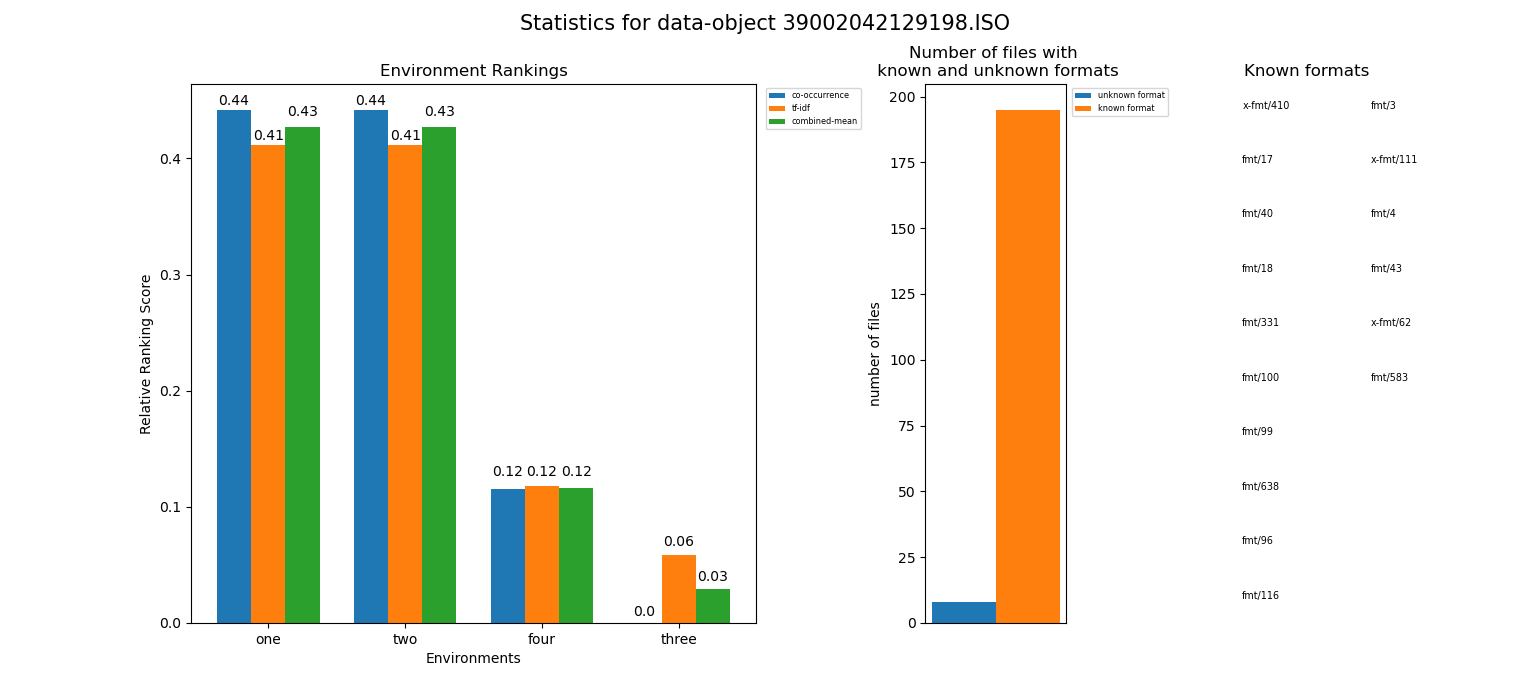 Statistics for data-object 39002042129198.ISO
Environment Rankings
0.44
0.41
0.43
0.44
0.41
0.43
0.12
0.12
0.12
0.0
0.06
0.03
0.4
0.3
0.2
0.1
0.0
Relative Ranking Score
one
two
four
three
Environments
co-occurrence
tf-idf
combined-mean
Number of files with
known and unknown formats
200
175
150
125
100
75
50
25
0
number of files
unknown format
known format
Known formats
x-fmt/410 fmt/3
fmt/17 x-fmt/111
fmt/40 fmt/4
fmt/18 fmt/43
fmt/331 x-fmt/62
fmt/100 fmt/583
fmt/99
fmt/638
fmt/96
fmt/116